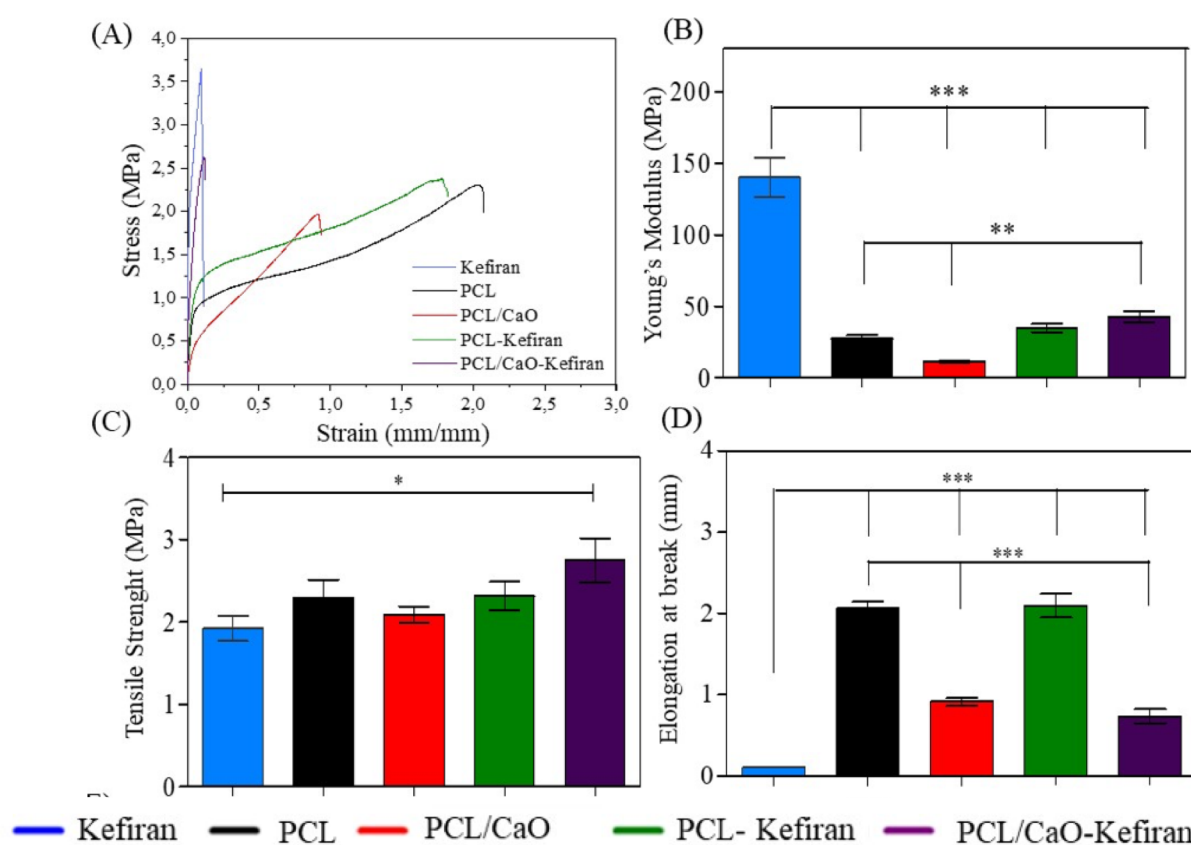 (A)
4,0
3,5
3,0
2,5
2,0
1,5
1,0
0,5
0,0
Stress (MPa)
0,0 0,5 1,0 1,5 2,0 2,5 3,0
Strain (mm/mm)
Kefiran
PCL
PCL/CaO
PCL-Kefiran
PCL/CaO-Kefiran
(B)
200
150
100
50
0
Young's Modulus (MPa)
***
**
(C)
4
3
2
1
0
Tensile Strenght (MPa)
*
(D)
4
3
2
1
0
Elongation at break (mm)
***
***
Kefiran PCL PCL/CaO PCL- Kefiran PCL/CaO-Kefiran